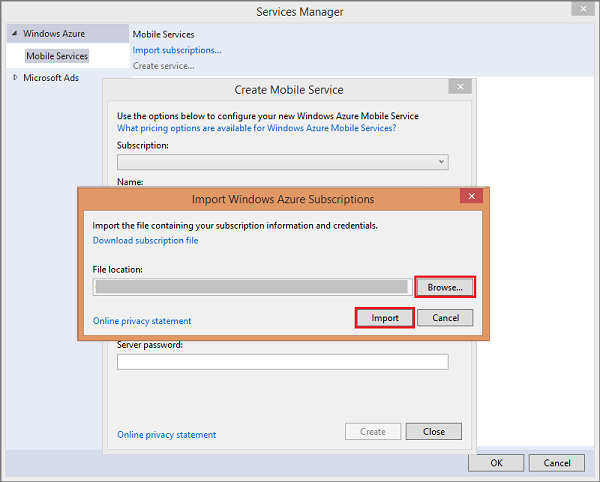 Services Manager
Windows Azure
Mobile Services
Microsoft Ads
Mobile Services
Import subscriptions...
Create service...
Create Mobile Service
Use the options below to configure your new Windows Azure Mobile Service
What pricing options are available for Windows Azure Mobile Services?
Subscription:
Name:
Import Windows Azure Subscriptions
Import the file containing your subscription information and credentials.
Download subscription file
File location:
Browse...
Online privacy statement
Import
Cancel
Server password:
Online privacy statement
Create
Close
OK
Cancel